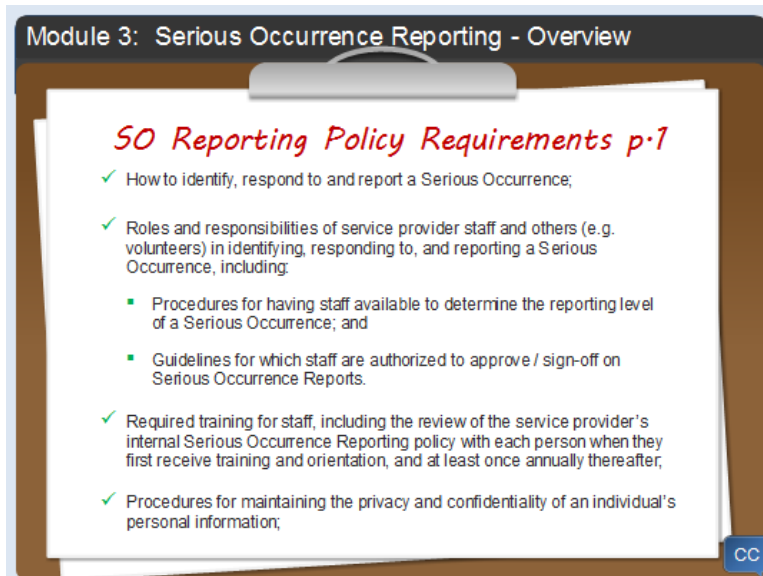 Module 3: Serious Occurrence Reporting - Overview
SO Reporting Policy Requirements p.1
✓ How to identify, respond to and report a Serious Occurrence;
✓ Roles and responsibilities of service provider staff and others (e.g.
volunteers) in identifying, responding to, and reporting a Serious
Occurrence, including:
▪ Procedures for having staff available to determine the reporting level
of a Serious Occurrence; and
▪ Guidelines for which staff are authorized to approve / sign-off on
Serious Occurrence Reports.
✓ Required training for staff, including the review of the service provider's
internal Serious Occurrence Reporting policy with each person when they
first receive training and orientation, and at least once annually thereafter;
✓ Procedures for maintaining the privacy and confidentiality of an individual's
personal information;
CC